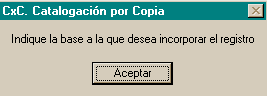 CxC. Catalogación por Copia
Indique la base a la que desea incorporar el registro
Aceptar